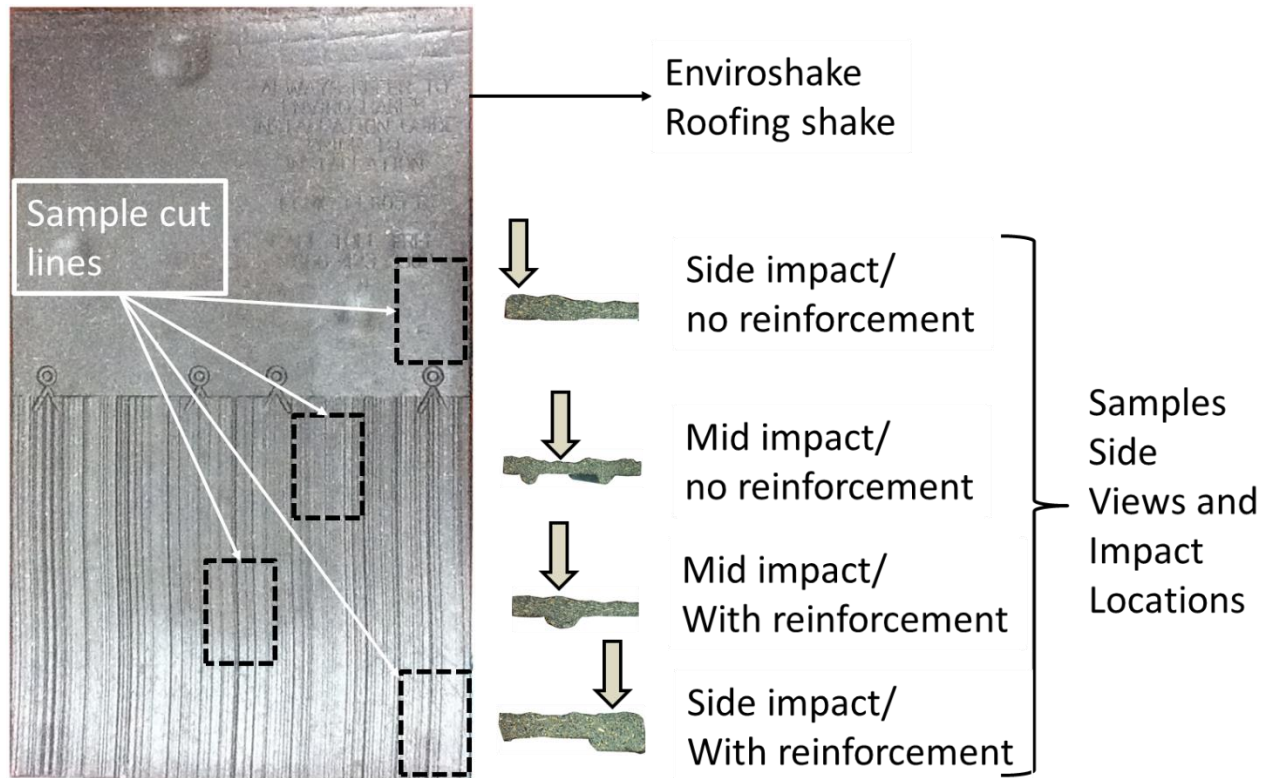 Enviroshake
Roofing shake
ALWAYS REFER TO
INSTALLATION GUIDE
INSTALLATION
Sample cut
lines
Side impact/
no reinforcement
Mid impact/
no reinforcement
Mid impact/
With reinforcement
Side impact/
With reinforcement
Samples
Side
Views and
Impact
Locations